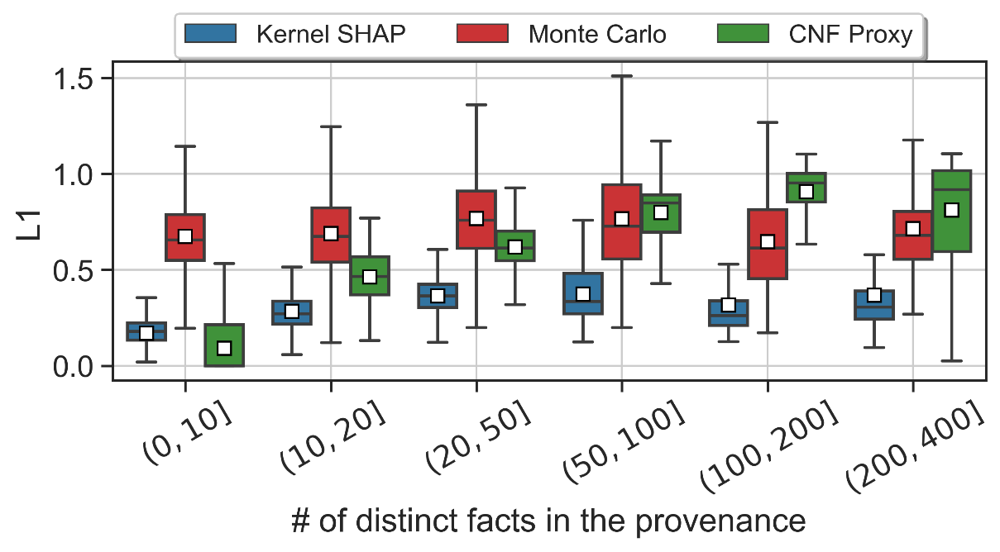 Kernel SHAP Monte Carlo CNF Proxy
1.5
1.0
0.5
0.0
L1
(0, 10] (10, 20] (20, 50] (50, 100] (100, 200] (200, 400]
# of distinct facts in the provenance